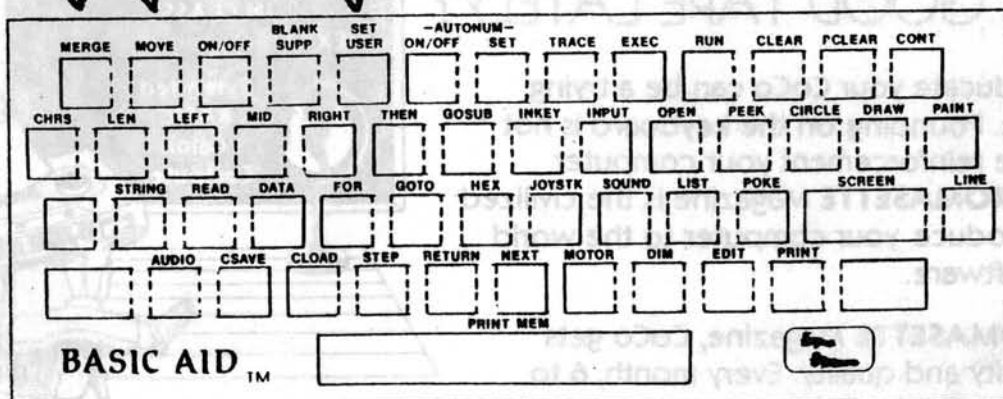 BLANK SET -AUTONUM-
MERGE MOVE ON/OFF SUPP USER ON/OFF SET TRACE EXEC RUN CLEAR PCLEAR CONT
CHRS LEN LEFT MID RIGHT THEN GOSUB INKEY INPUT OPEN PEEK CIRCLE DRAW PAINT
STRING READ DATA FOR GOTO HEX JOYSTK SOUND LIST POKE SCREEN LINE
AUDIO CSAVE CLOAD STEP RETURN NEXT MOTOR DIM EDIT PRINT
PRINT MEM
BASIC AID TM